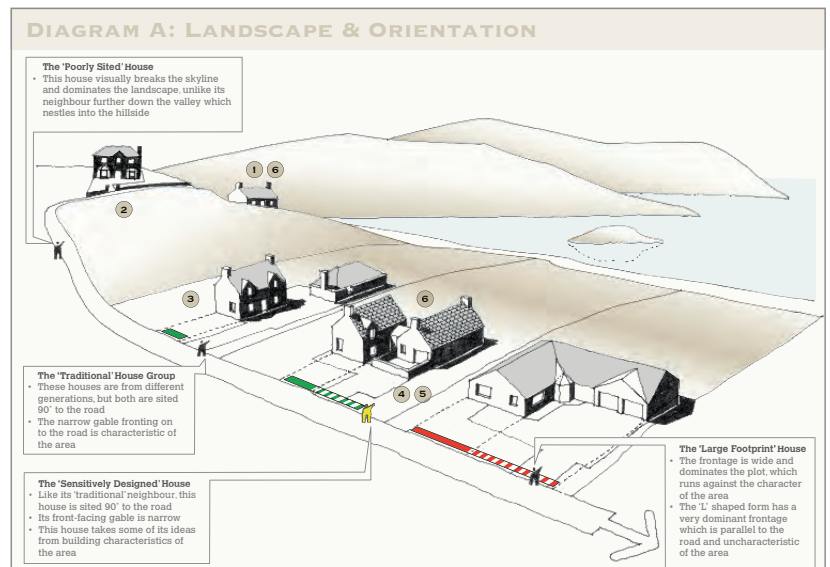 DIAGRAM A: LANDSCAPE & ORIENTATION
The 'Poorly Sited' House
• This house visually breaks the skyline
and dominates the landscape, unlike its
neighbour further down the valley which
nestles into the hillside
1 6
2
3
6
The 'Traditional' House Group
• These houses are from different
generations, but both are sited
90° to the road
• The narrow gable fronting on
to the road is characteristic of
the area
4 5
The 'Sensitively Designed' House
• Like its 'traditional' neighbour, this
house is sited 90° to the road
• Its front-facing gable is narrow
• This house takes some of its ideas
from building characteristics of
the area
The 'Large Footprint' House
• The frontage is wide and
dominates the plot, which
runs against the character
of the area
• The 'L' shaped form has a
very dominant frontage
which is parallel to the
road and uncharacteristic
of the area